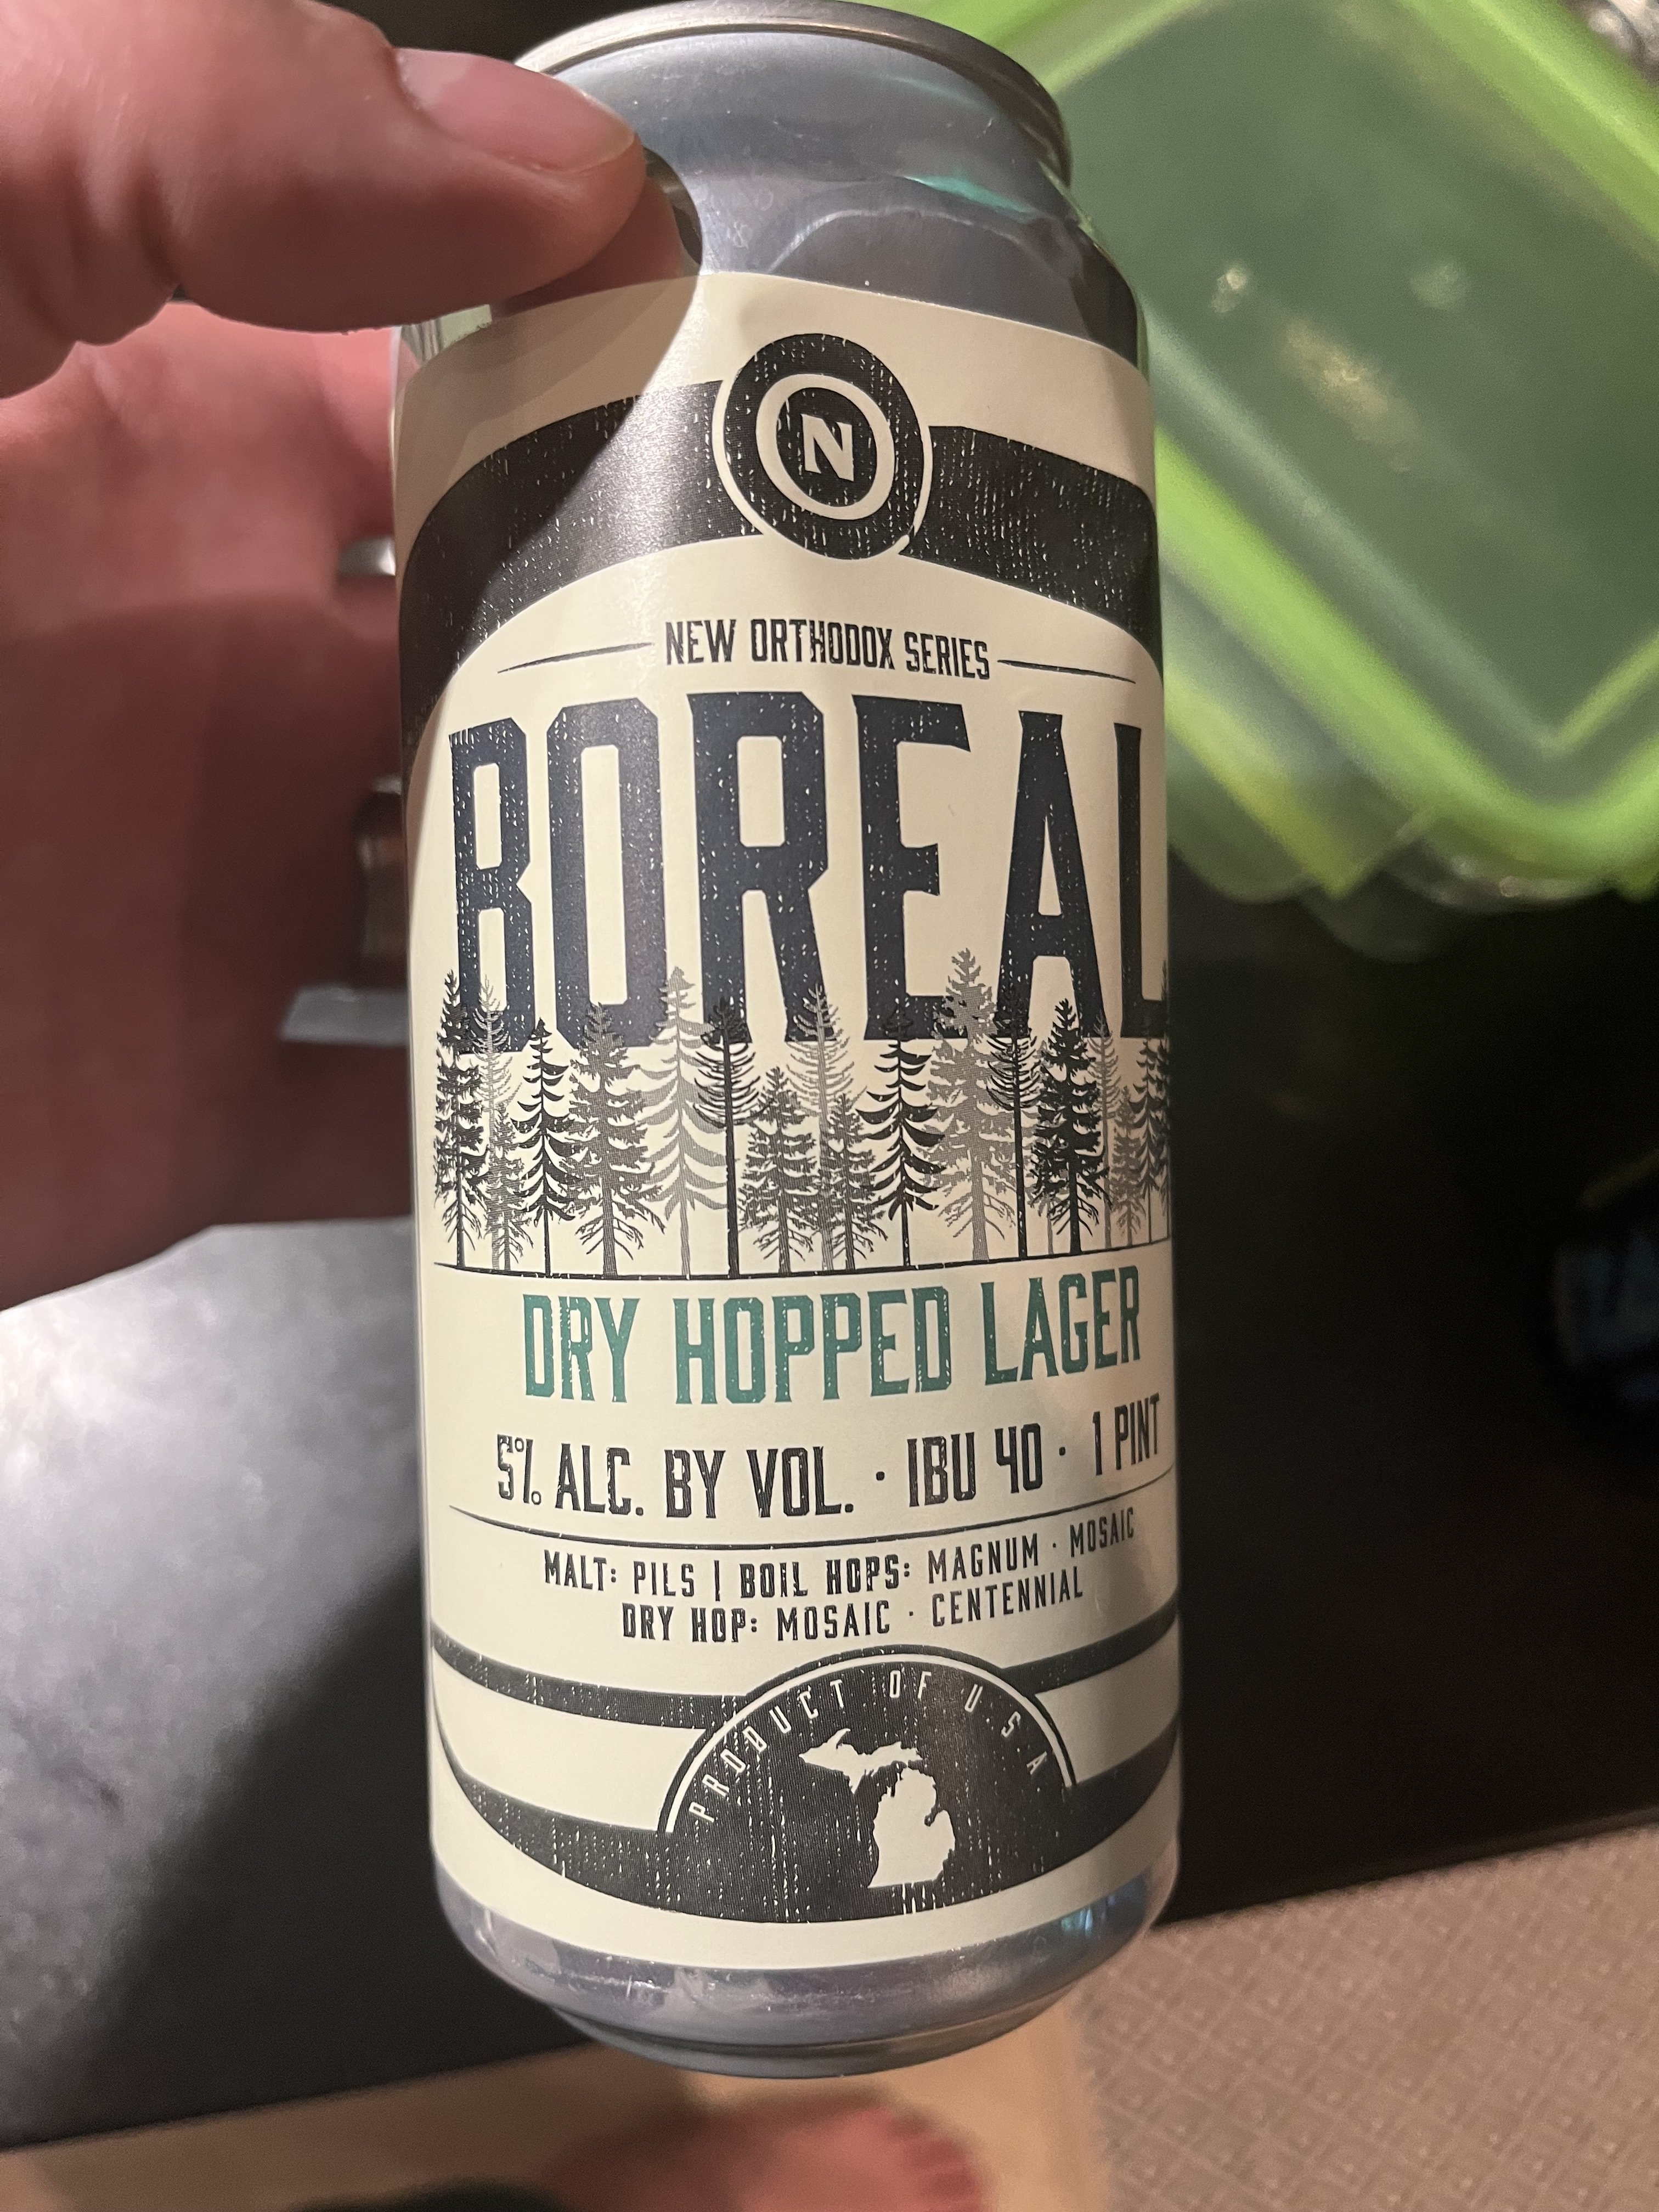 N
NEW ORTHODOX SERIES
BOREAL
DRY HOPPED LAGER
5% ALC. BY VOL. · IBU 40 · 1 PINT
MALT: PILS | BOIL HOPS: MAGNUM · MOSAIC
DRY HOP: MOSAIC · CENTENNIAL
PRODUCT OF U.S.A